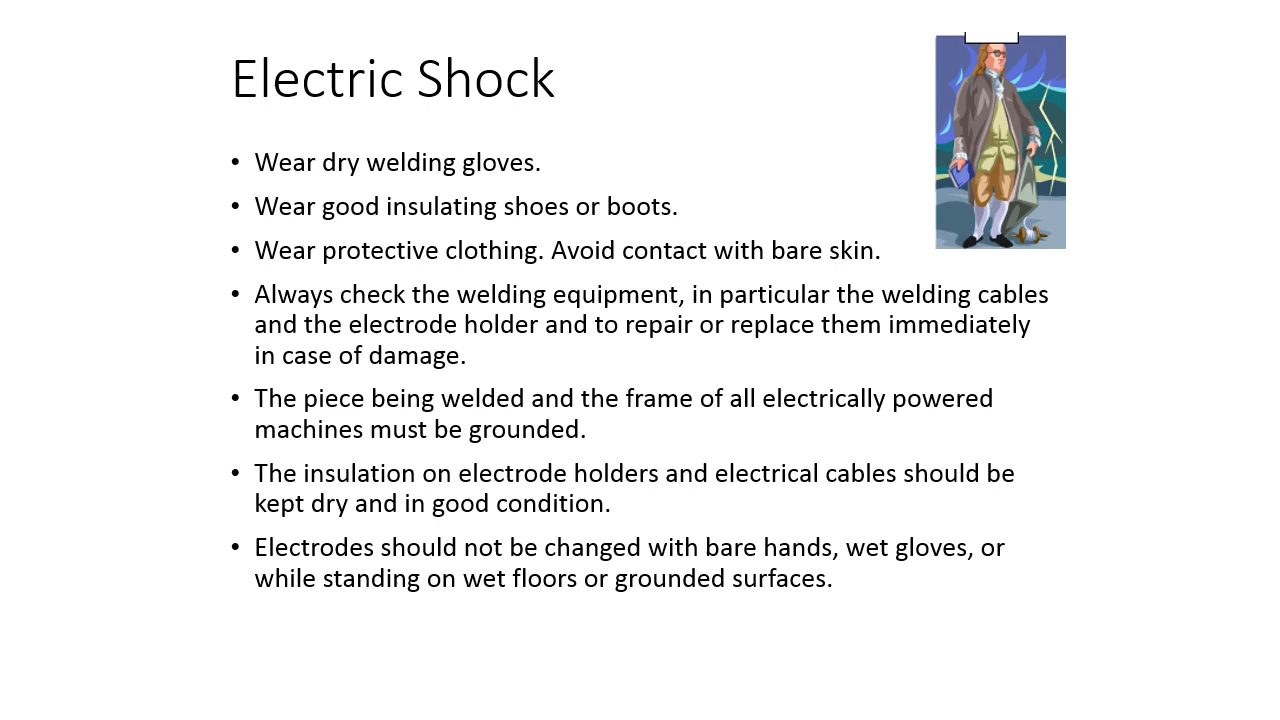 Electric Shock
• Wear dry welding gloves.
• Wear good insulating shoes or boots.
• Wear protective clothing. Avoid contact with bare skin.
• Always check the welding equipment, in particular the welding cables
and the electrode holder and to repair or replace them immediately
in case of damage.
• The piece being welded and the frame of all electrically powered
machines must be grounded.
• The insulation on electrode holders and electrical cables should be
kept dry and in good condition.
• Electrodes should not be changed with bare hands, wet gloves, or
while standing on wet floors or grounded surfaces.